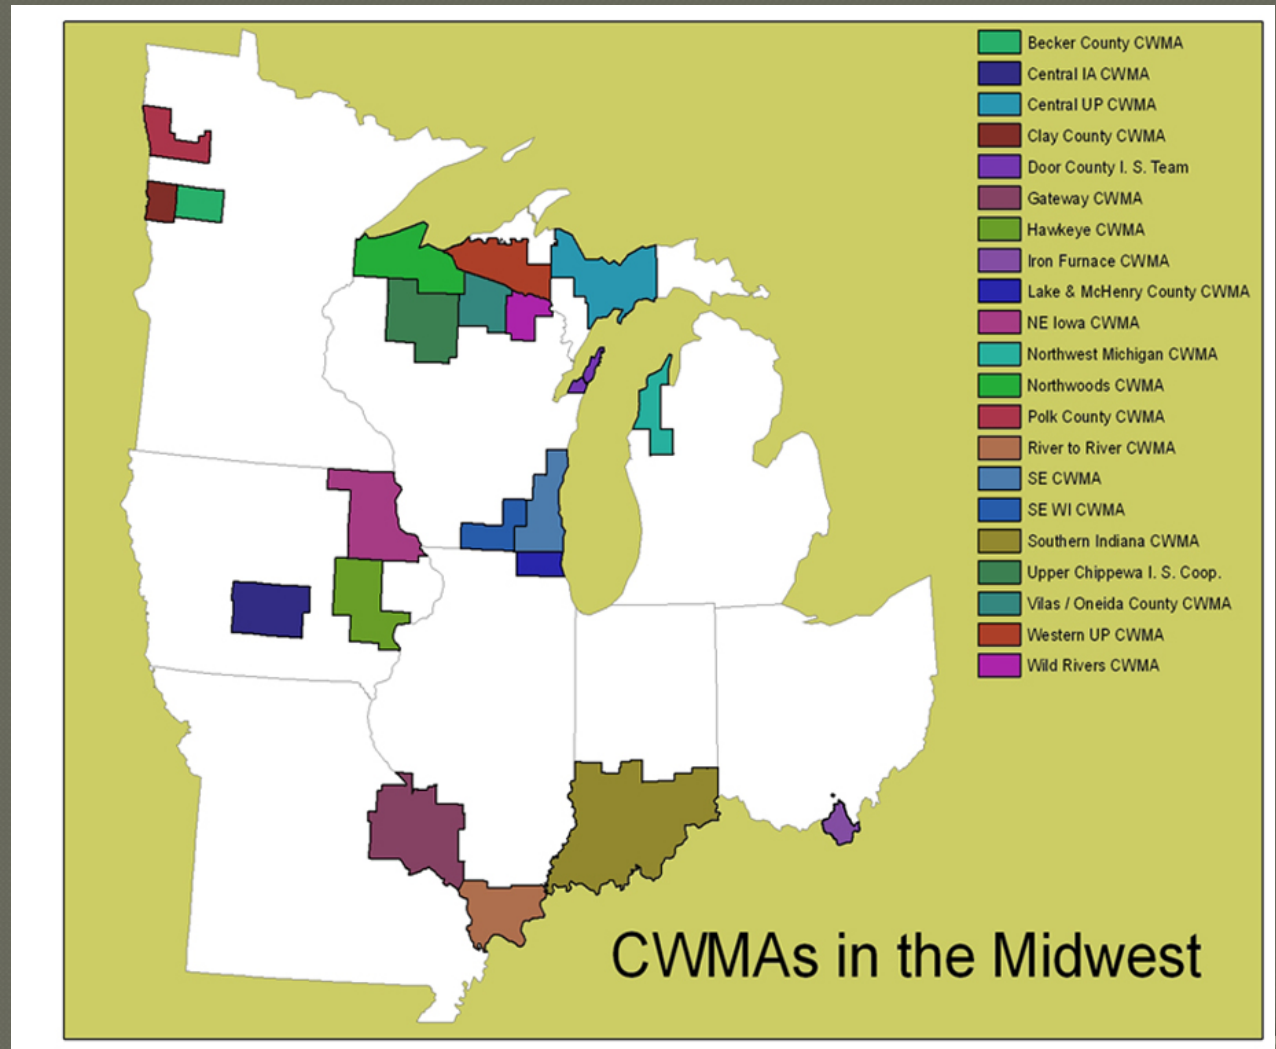 Becker County CWMA
Central IA CWMA
Central UP CWMA
Clay County CWMA
Door County I. S. Team
Gateway CWMA
Hawkeye CWMA
Iron Furnace CWMA
Lake & McHenry County CWMA
NE Iowa CWMA
Northwest Michigan CWMA
Northwoods CWMA
Polk County CWMA
River to River CWMA
SE CWMA
SE WI CWMA
Southern Indiana CWMA
Upper Chippewa I. S. Coop.
Vilas / Oneida County CWMA
Western UP CWMA
Wild Rivers CWMA
CWMAs in the Midwest